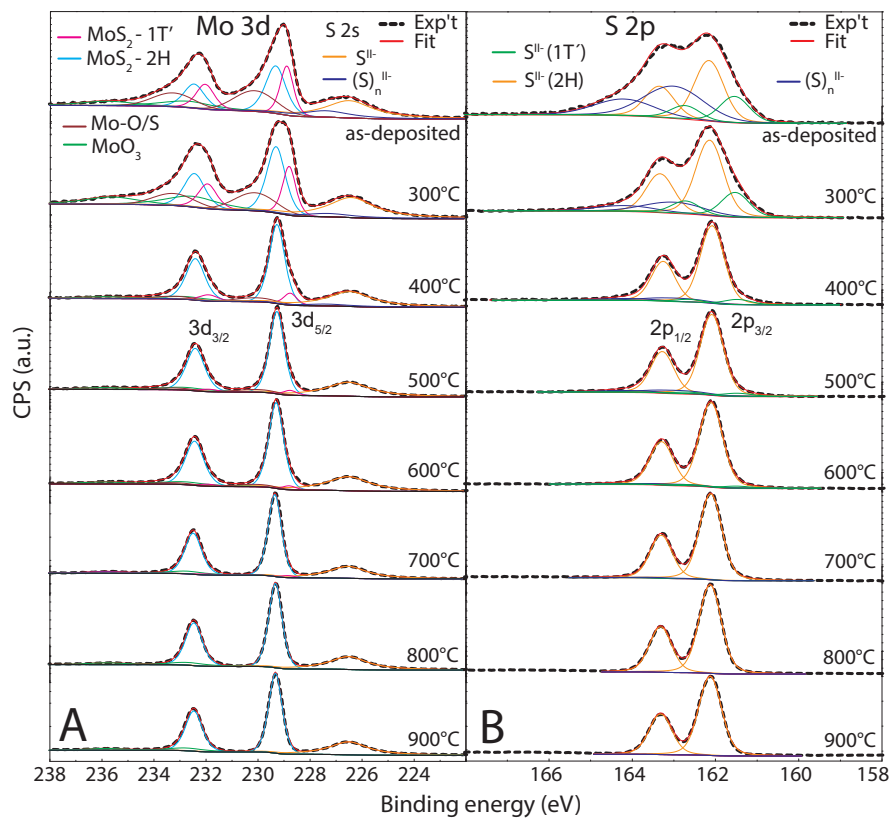 Mo 3d
MoS₂ - 1T′
MoS₂ - 2H
S 2s
Sᴵᴵ⁻
(S)ₙᴵᴵ⁻
Exp't
Fit
Mo-O/S
MoO₃
as-deposited
300°C
400°C
3d₃/₂
3d₅/₂
500°C
600°C
700°C
800°C
900°C
A
238 236 234 232 230 228 226 224
S 2p
Sᴵᴵ⁻ (1T′)
Sᴵᴵ⁻ (2H)
(S)ₙᴵᴵ⁻
Exp't
Fit
as-deposited
300°C
400°C
2p₁/₂
2p₃/₂
500°C
600°C
700°C
800°C
900°C
B
166 164 162 160 158
CPS (a.u.)
Binding energy (eV)